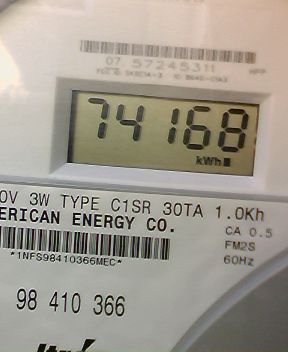 07 57245311
HPP
74168
kWh
0V 3W TYPE C1SR 30TA 1.0Kh
ERICAN ENERGY CO.
CA 0.5
FM2S
*1NFS98410366MEC*
60Hz
98 410 366